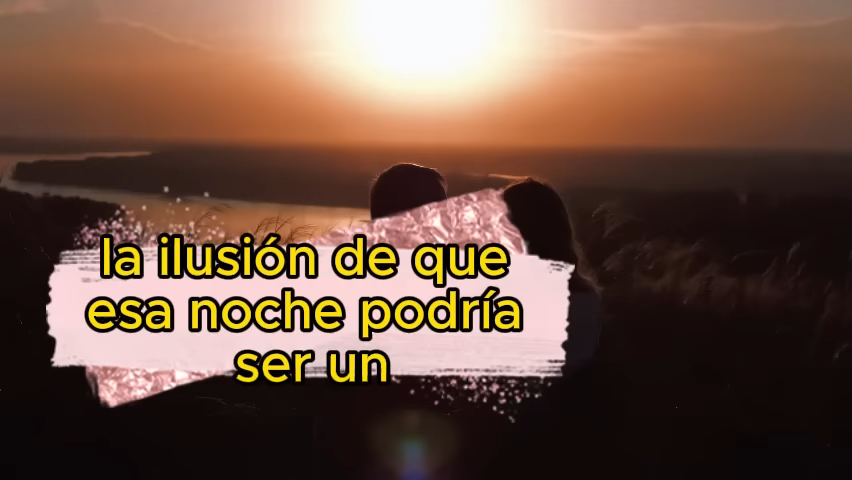 la ilusión de que
esa noche podría
ser un